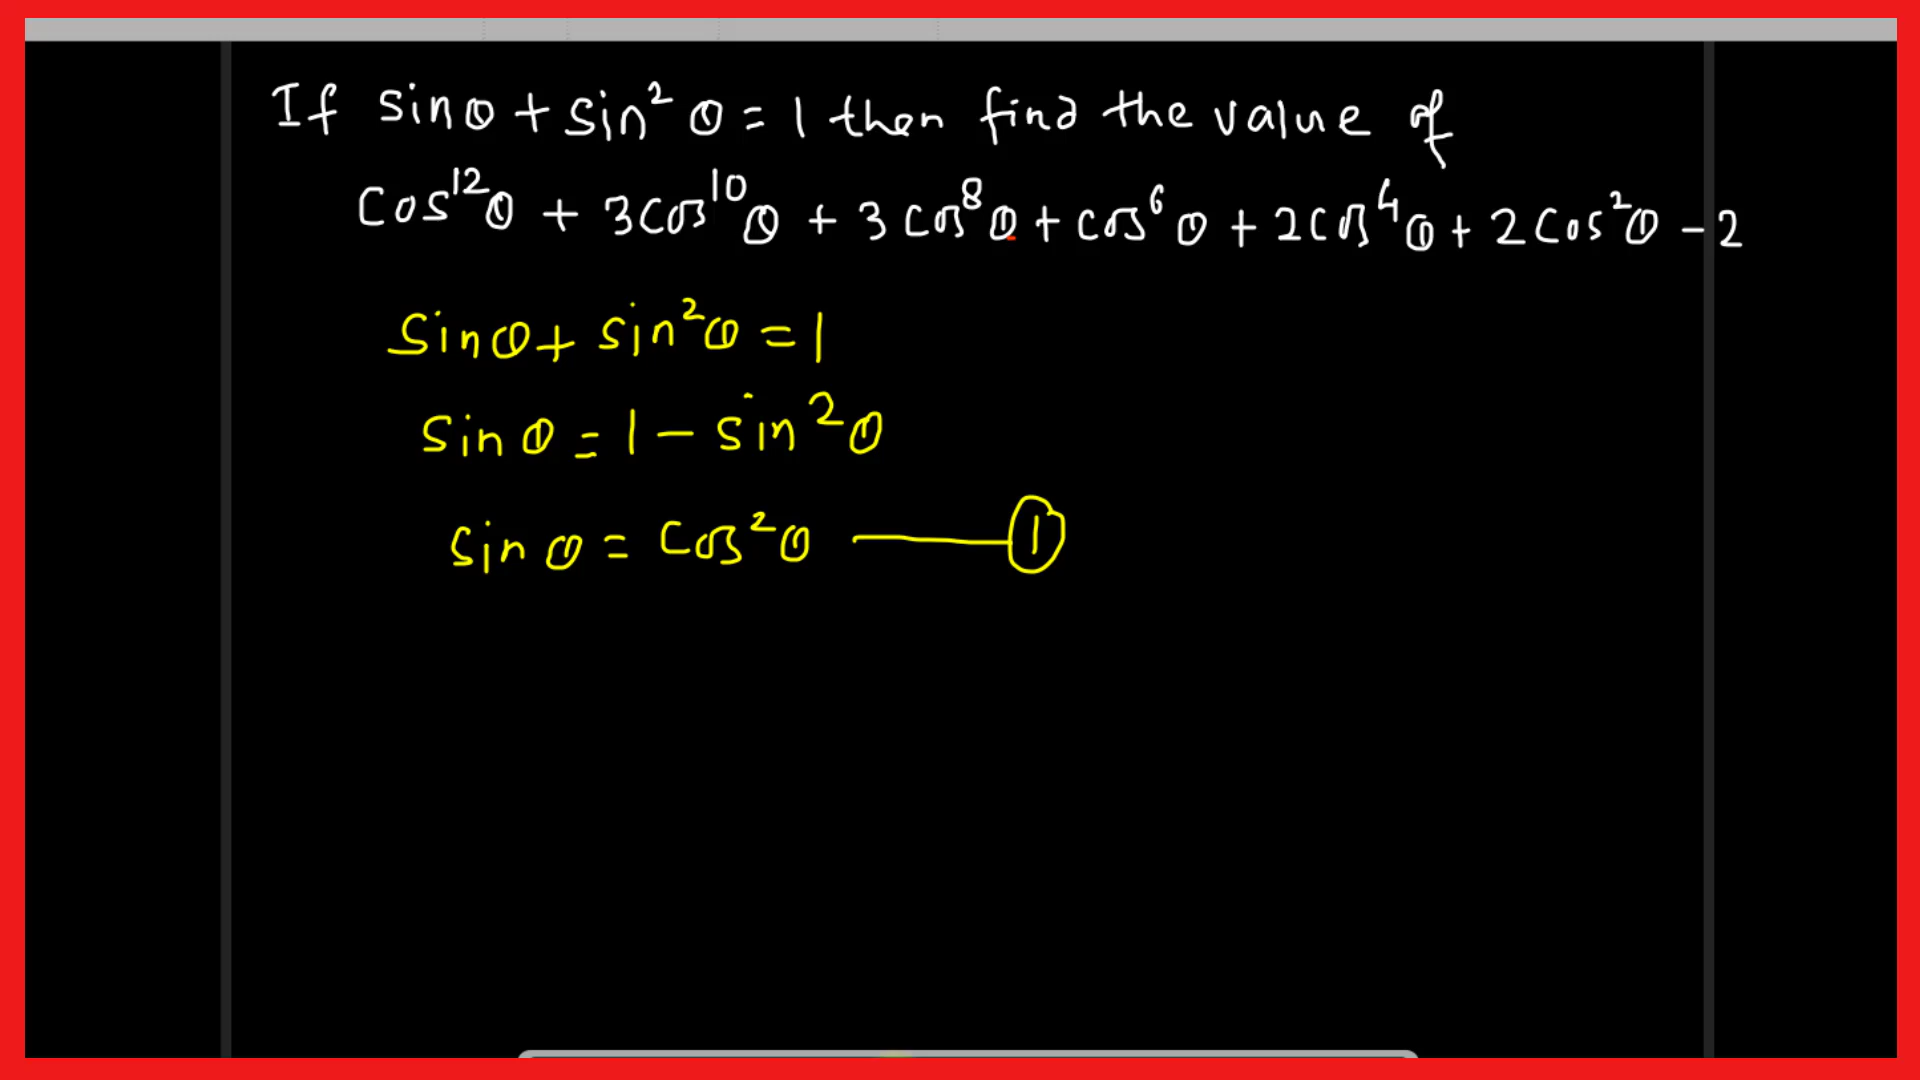 If sinθ + sin²θ = 1 then find the value of
cos¹²θ + 3cos¹⁰θ + 3cos⁸θ + cos⁶θ + 2cos⁴θ + 2cos²θ - 2
sinθ + sin²θ = 1
sinθ = 1 - sin²θ
sinθ = cos²θ —— ①